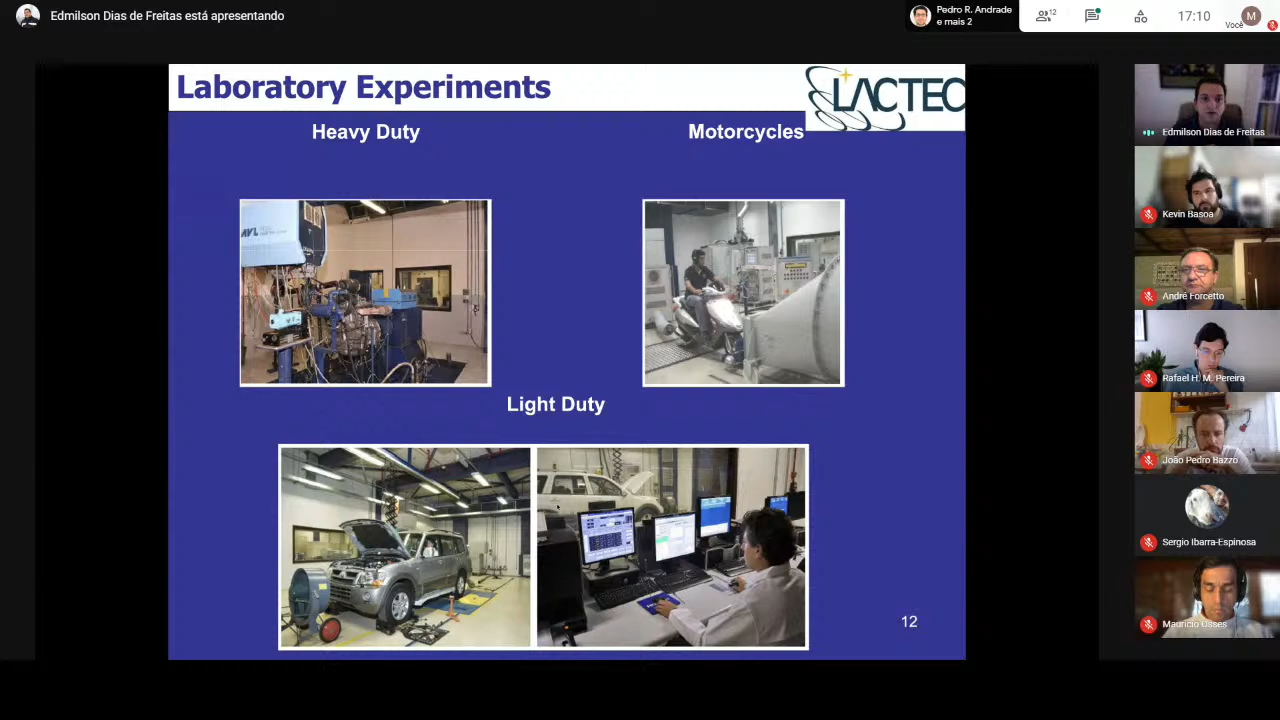 Edmilson Dias de Freitas está apresentando
Pedro R. Andrade
e mais 2
12
17:10
M
Você
Laboratory Experiments
LACTEC
Heavy Duty
Motorcycles
AVL
Light Duty
12
Edmilson Dias de Freitas
Kevin Basoa
André Forcetto
Rafael H. M. Pereira
João Pedro Bazzo
Sergio Ibarra-Espinosa
Mauricio Osses